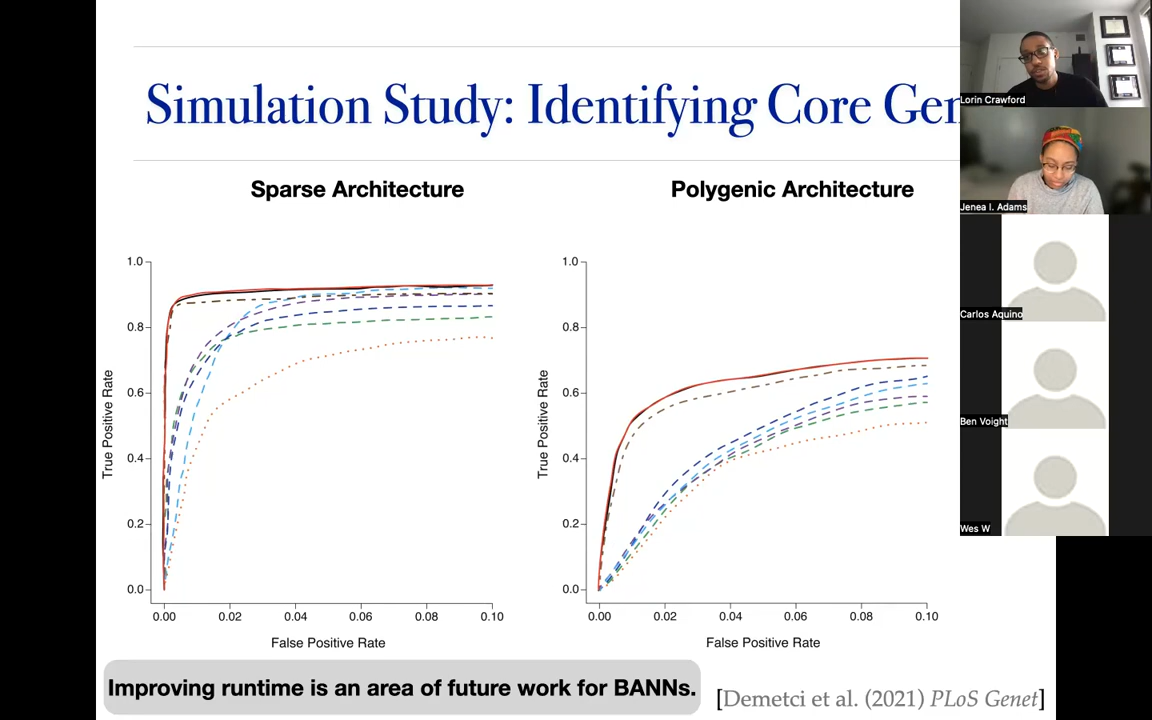 Simulation Study: Identifying Core Gen
Sparse Architecture
Polygenic Architecture
1.0
0.8
0.6
0.4
0.2
0.0
True Positive Rate
0.00 0.02 0.04 0.06 0.08 0.10
False Positive Rate
1.0
0.8
0.6
0.4
0.2
0.0
True Positive Rate
0.00 0.02 0.04 0.06 0.08 0.10
False Positive Rate
Improving runtime is an area of future work for BANNs.
[Demetci et al. (2021) PLoS Genet]
Lorin Crawford
Jenea I. Adams
Carlos Aquino
Ben Voight
Wes W